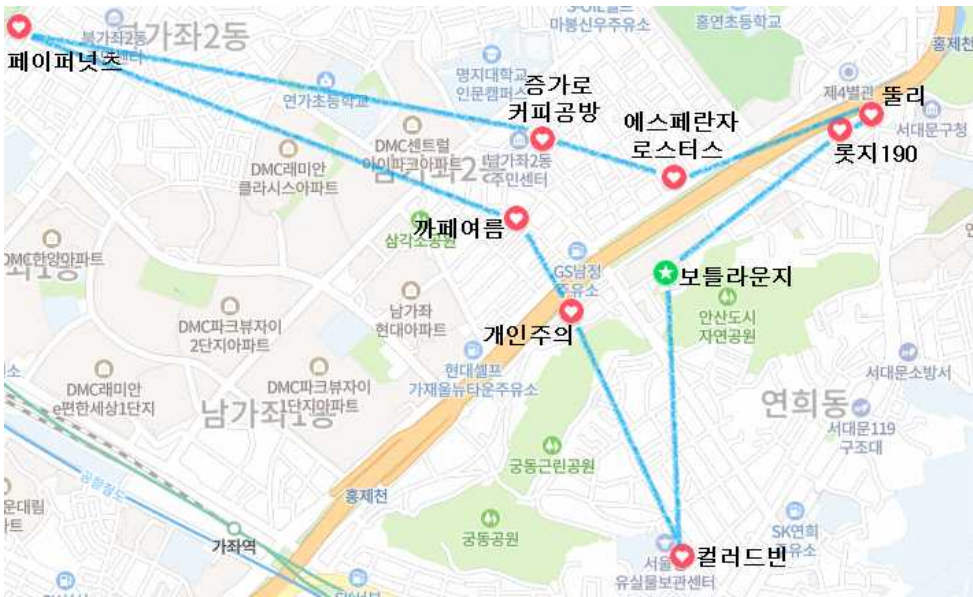 북가좌2동
페이퍼넛츠
연가초등학교
명지대학교
인문캠퍼스
마봉신우주유소
홍연초등학교
홍제천
증가로
커피공방
에스페란자
로스터스
제4별관
뚤리
서대문구청
롯지190
DMC센트럴
아이파크아파트
남가좌2동
주민센터
DMC래미안
클라시스아파트
까페여름
삼각소공원
DMC한양아파트
GS남정
주유소
보틀라운지
안산도시
자연공원
남가좌
현대아파트
개인주의
DMC파크뷰자이
2단지아파트
현대셀프
가재울뉴타운주유소
서대문소방서
DMC래미안
e편한세상1단지
DMC파크뷰자이
1단지아파트
남가좌1동
연희동
서대문119
구조대
궁동근린공원
공항철도
홍제천
가좌역
궁동공원
SK연희
주유소
컬러드빈
유실물보관센터